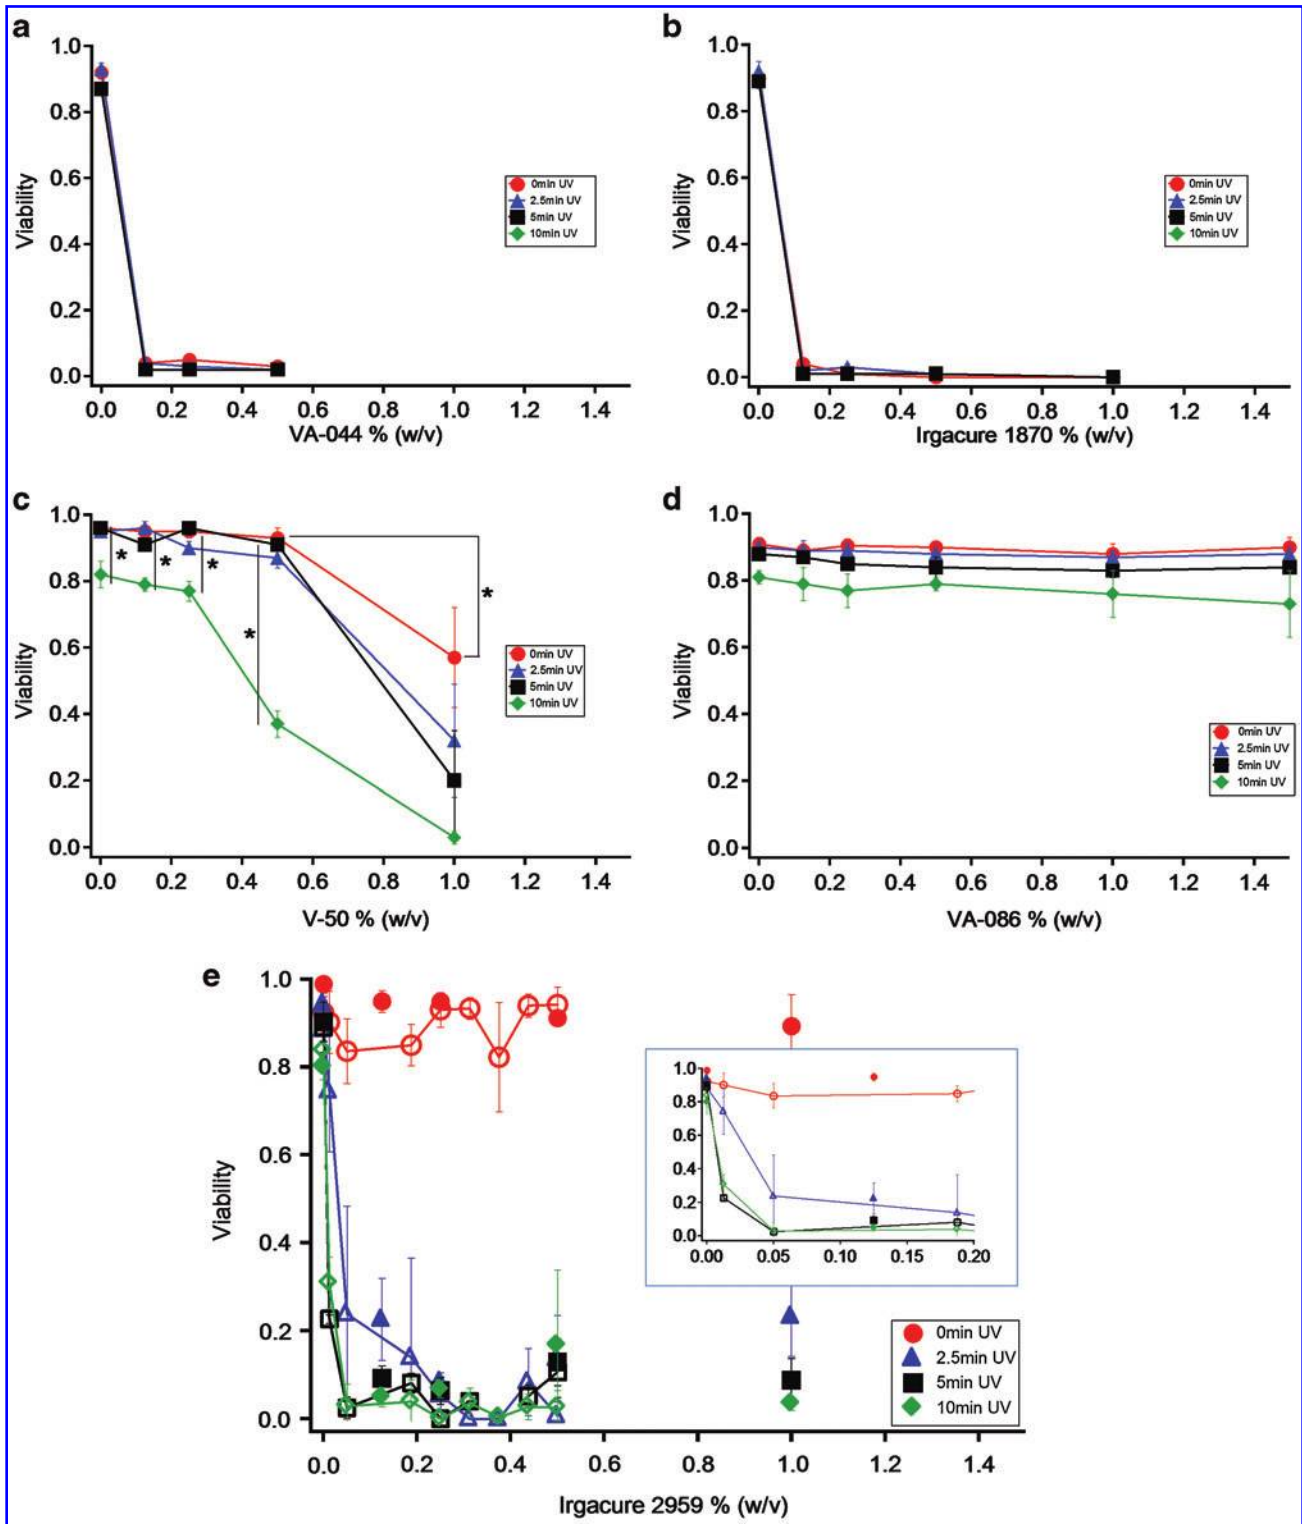 a
1.0
0.8
0.6
0.4
0.2
0.0
Viability
0min UV
2.5min UV
5min UV
10min UV
0.0 0.2 0.4 0.6 0.8 1.0 1.2 1.4
VA-044 % (w/v)
b
1.0
0.8
0.6
0.4
0.2
0.0
Viability
0min UV
2.5min UV
5min UV
10min UV
0.0 0.2 0.4 0.6 0.8 1.0 1.2 1.4
Irgacure 1870 % (w/v)
c
1.0
0.8
0.6
0.4
0.2
0.0
Viability
* * * * *
0min UV
2.5min UV
5min UV
10min UV
0.0 0.2 0.4 0.6 0.8 1.0 1.2 1.4
V-50 % (w/v)
d
1.0
0.8
0.6
0.4
0.2
0.0
Viability
0min UV
2.5min UV
5min UV
10min UV
0.0 0.2 0.4 0.6 0.8 1.0 1.2 1.4
VA-086 % (w/v)
e
1.0
0.8
0.6
0.4
0.2
0.0
Viability
1.0
0.8
0.6
0.4
0.2
0.0
0.00 0.05 0.10 0.15 0.20
0min UV
2.5min UV
5min UV
10min UV
0.0 0.2 0.4 0.6 0.8 1.0 1.2 1.4
Irgacure 2959 % (w/v)